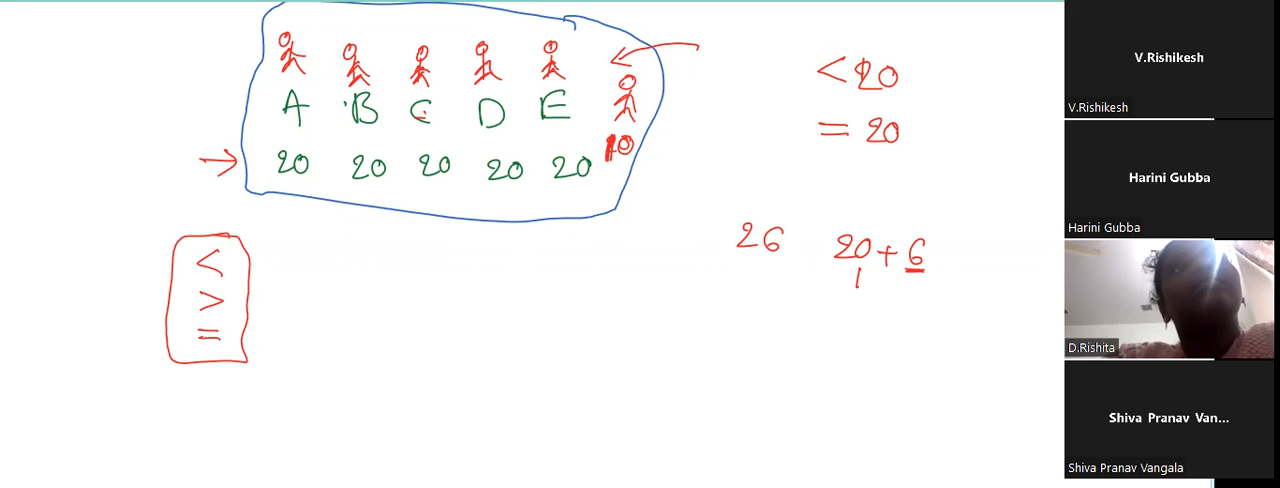 A B C D E
20 20 20 20 20 10
< 20
= 20
26 20 + 6
<
>
=
V.Rishikesh
V.Rishikesh
Harini Gubba
Harini Gubba
D.Rishita
Shiva Pranav Van...
Shiva Pranav Vangala